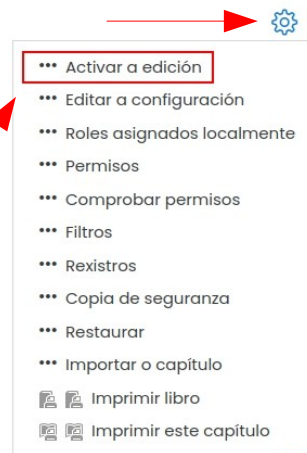 Activar a edición
Editar a configuración
Roles asignados localmente
Permisos
Comprobar permisos
Filtros
Rexistros
Copia de seguranza
Restaurar
Importar o capítulo
Imprimir libro
Imprimir este capítulo